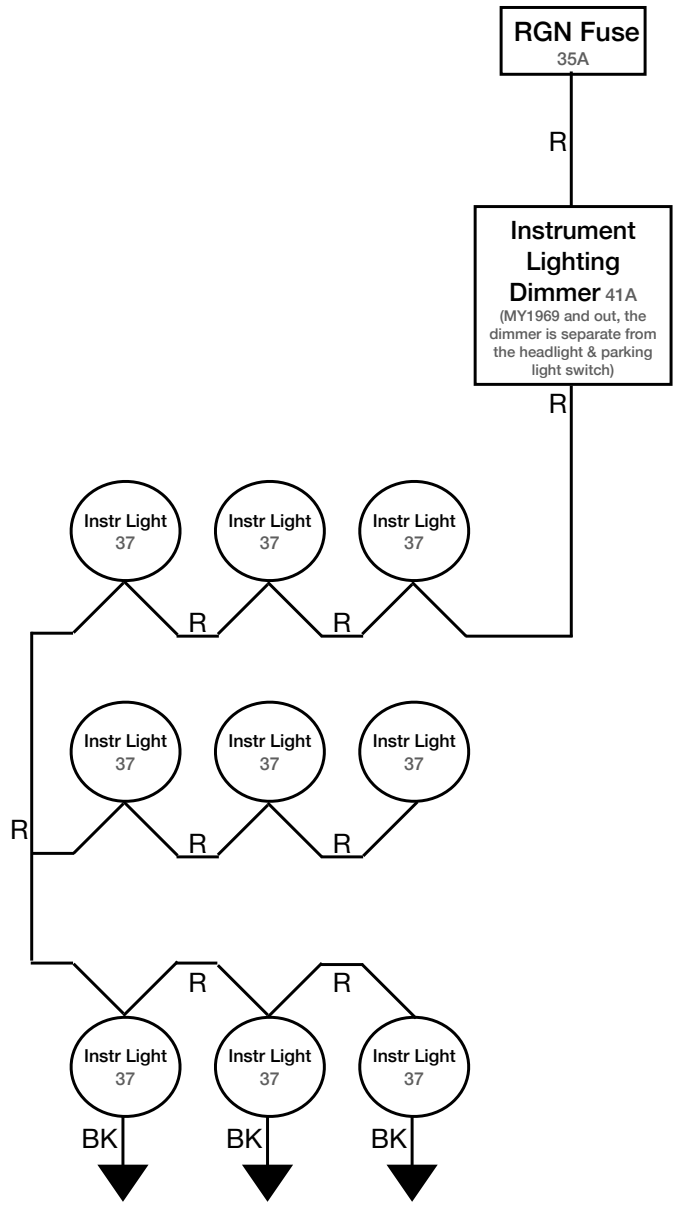 RGN Fuse
35A
R
Instrument
Lighting
Dimmer 41A
(MY1969 and out, the
dimmer is separate from
the headlight & parking
light switch)
R
Instr Light
37
Instr Light
37
Instr Light
37
R
R
Instr Light
37
Instr Light
37
Instr Light
37
R
R
R
R
R
Instr Light
37
Instr Light
37
Instr Light
37
BK
BK
BK